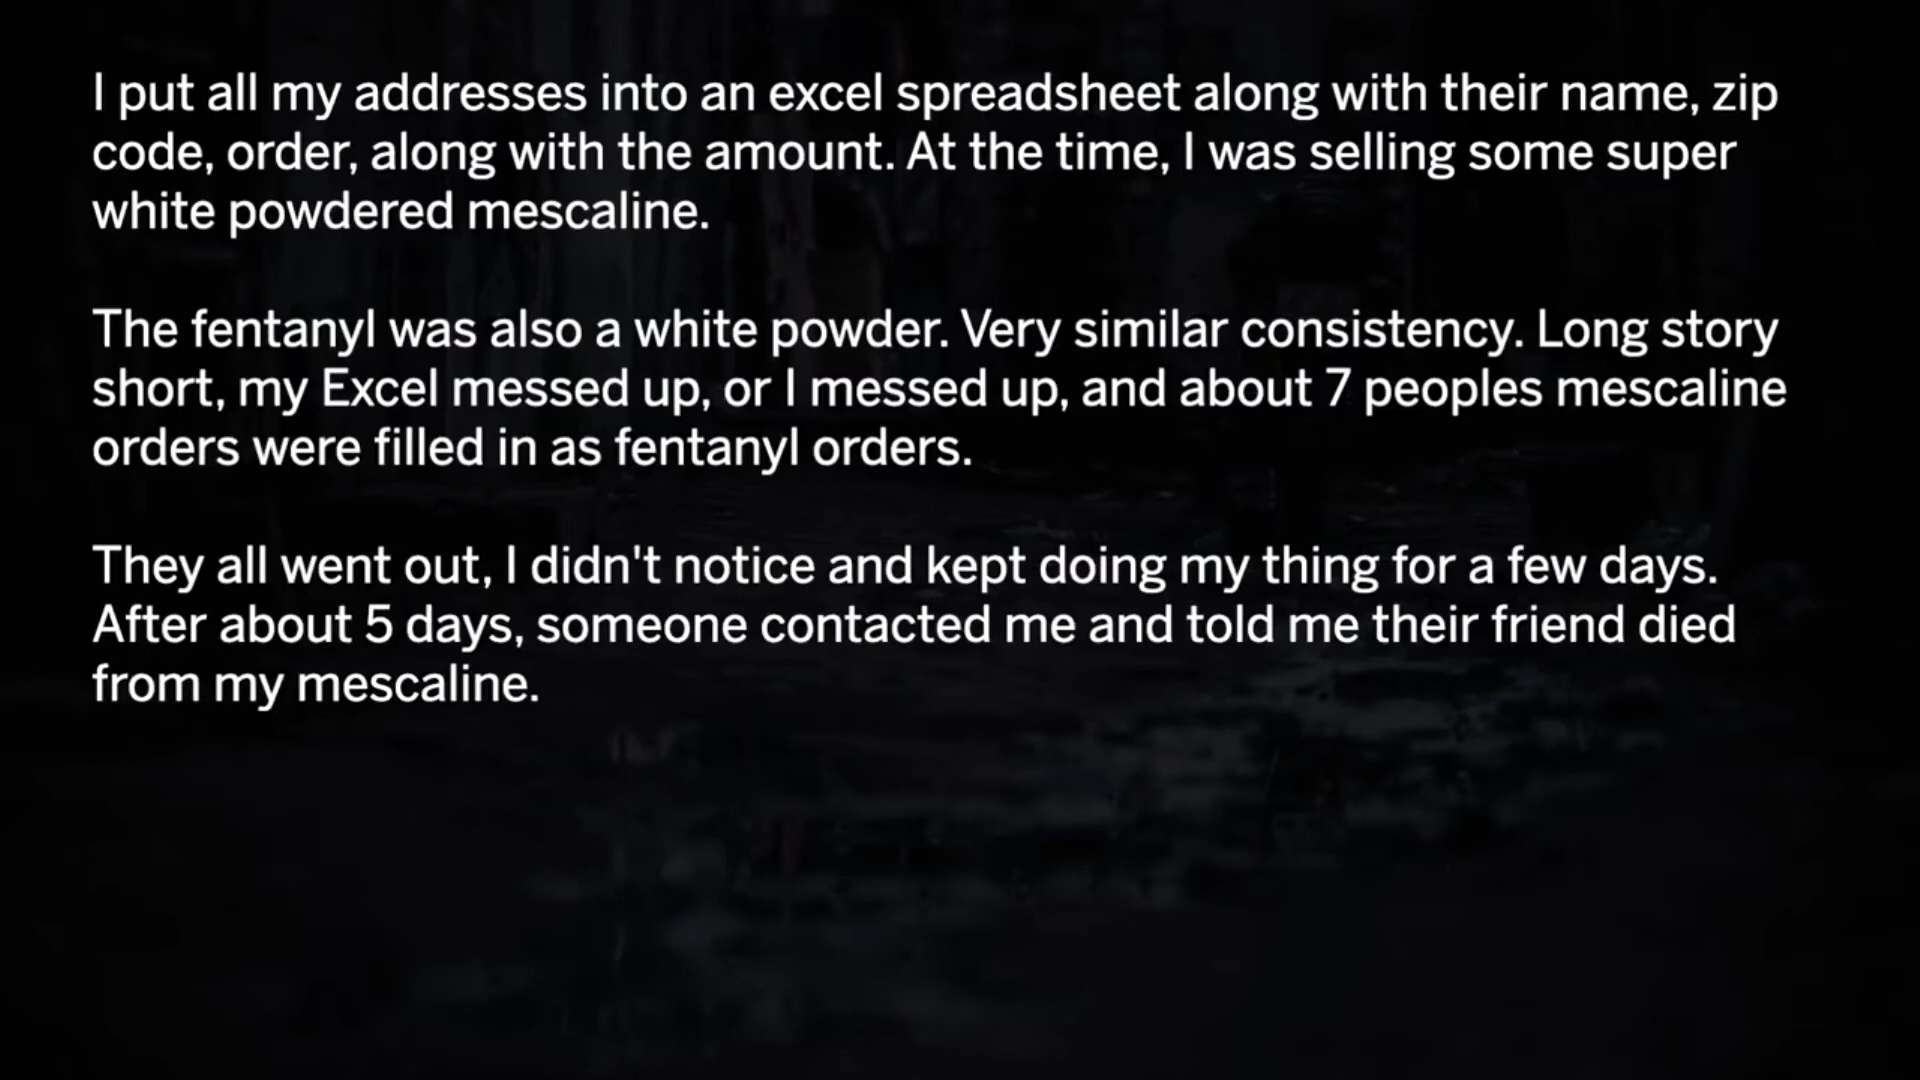 I put all my addresses into an excel spreadsheet along with their name, zip
code, order, along with the amount. At the time, I was selling some super
white powdered mescaline.
The fentanyl was also a white powder. Very similar consistency. Long story
short, my Excel messed up, or I messed up, and about 7 peoples mescaline
orders were filled in as fentanyl orders.
They all went out, I didn't notice and kept doing my thing for a few days.
After about 5 days, someone contacted me and told me their friend died
from my mescaline.